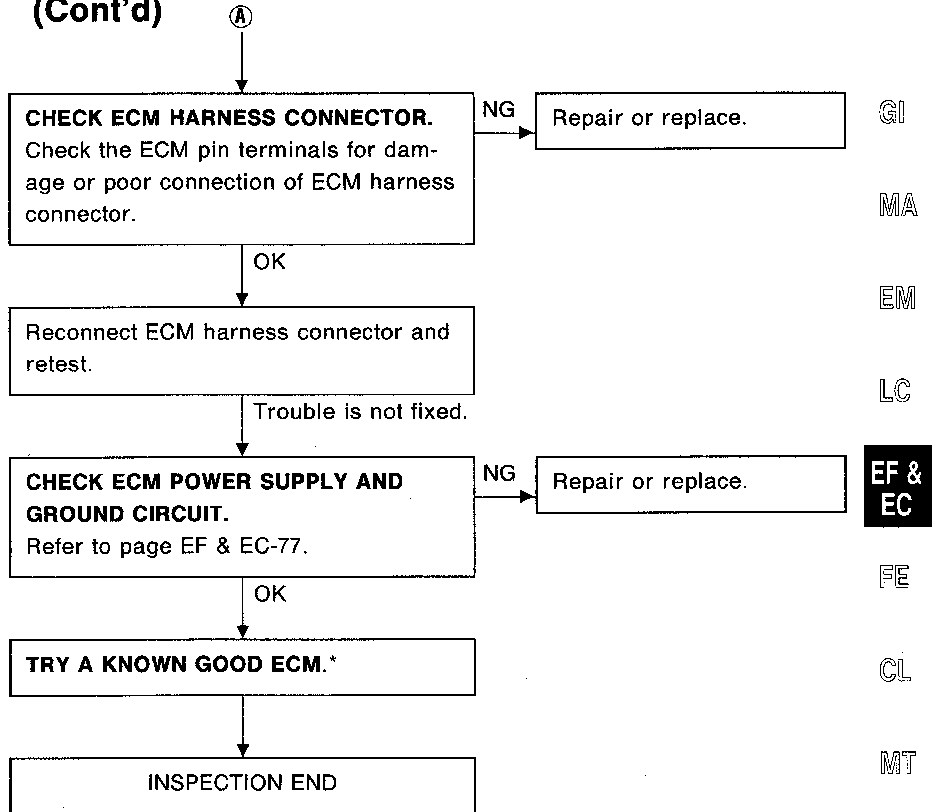 (Cont'd)
Ⓐ
CHECK ECM HARNESS CONNECTOR.
Check the ECM pin terminals for dam-
age or poor connection of ECM harness
connector.
NG
Repair or replace.
OK
Reconnect ECM harness connector and
retest.
Trouble is not fixed.
CHECK ECM POWER SUPPLY AND
GROUND CIRCUIT.
Refer to page EF & EC-77.
NG
Repair or replace.
OK
TRY A KNOWN GOOD ECM.*
INSPECTION END
GI
MA
EM
LC
EF &
EC
FE
CL
MT